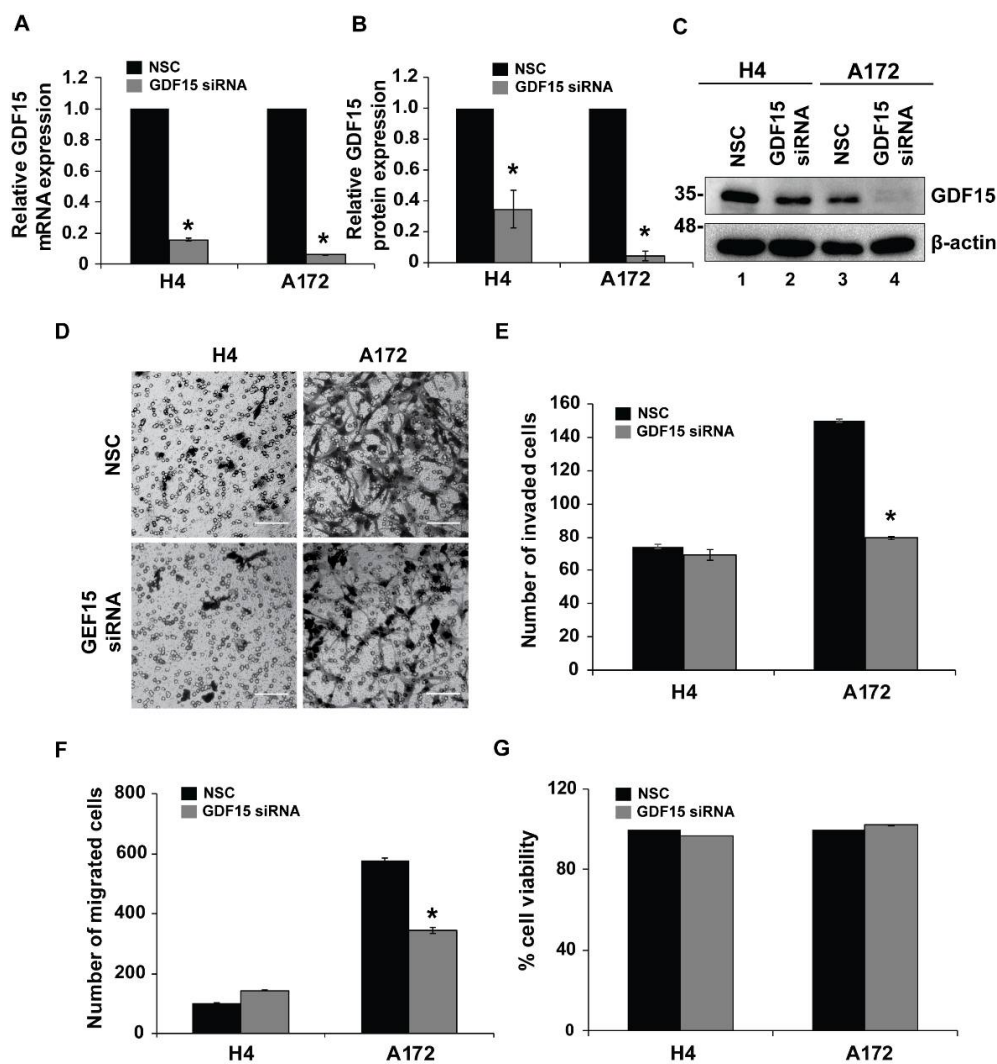 A
Relative GDF15
mRNA expression
NSC
GDF15 siRNA
1.2
1.0
0.8
0.6
0.4
0.2
0
*
*
H4
A172
B
Relative GDF15
protein expression
NSC
GDF15 siRNA
1.2
1.0
0.8
0.6
0.4
0.2
0
*
*
H4
A172
C
H4
A172
NSC
GDF15
siRNA
NSC
GDF15
siRNA
35-
GDF15
48-
β-actin
1
2
3
4
D
H4
A172
NSC
GEF15
siRNA
E
Number of invaded cells
NSC
GDF15 siRNA
160
140
120
100
80
60
40
20
0
*
H4
A172
F
Number of migrated cells
NSC
GDF15 siRNA
800
600
400
200
0
*
H4
A172
G
% cell viability
NSC
GDF15 siRNA
120
80
40
0
H4
A172